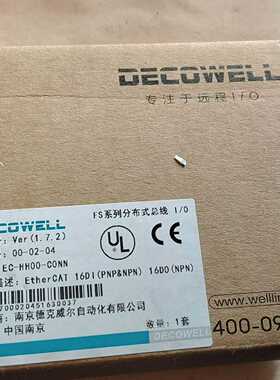 DECOWELL
专注于远程I/O
COWELL
FS系列分布式总线 I/O
: Ver(1.7.2)
: 00-02-04
EC-HH00-CONN
描述: EtherCAT 16DI(PNP&NPN) 16DO(NPN)
: 南京德克威尔自动化有限公司
: 中国南京
数量: 1套
UL
DECOWELL
www.welllin
400-09